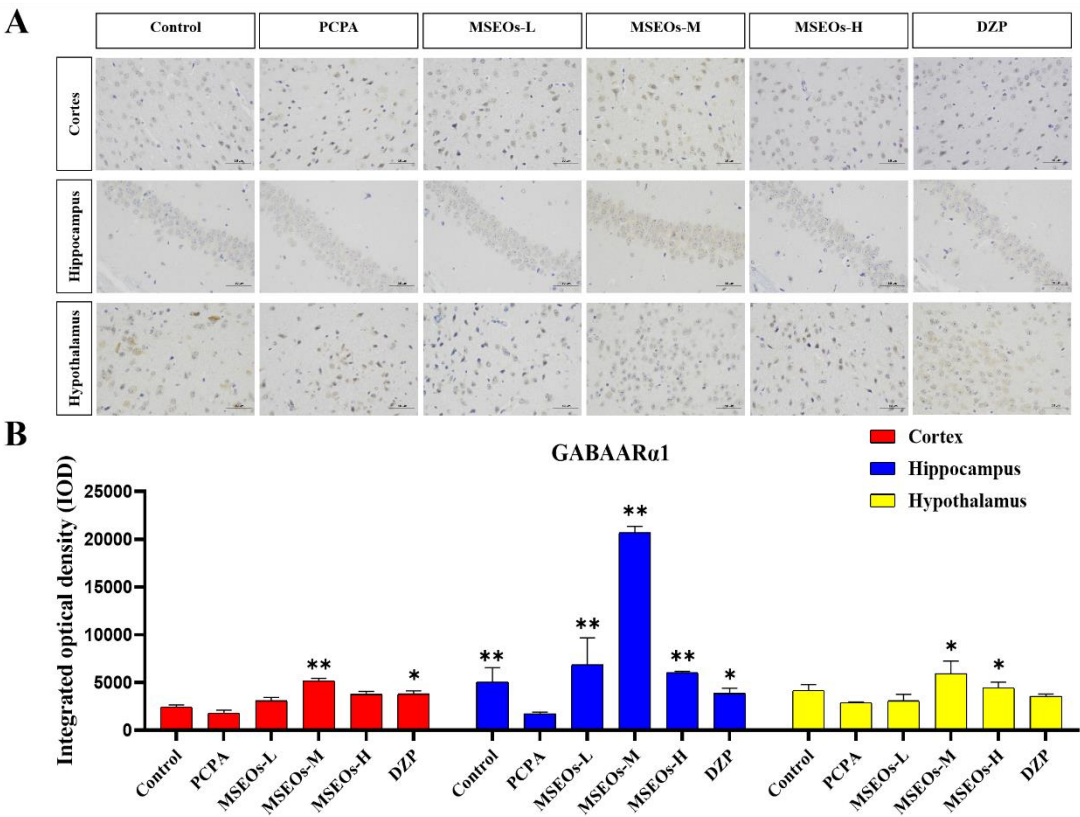 A
Control PCPA MSEOs-L MSEOs-M MSEOs-H DZP
Cortes
Hippocampus
Hypothalamus
B
GABAARα1
Cortex
Hippocampus
Hypothalamus
Integrated optical density (IOD)
25000
20000
15000
10000
5000
0
** * ** ** ** ** * * *
Control PCPA MSEOs-L MSEOs-M MSEOs-H DZP Control PCPA MSEOs-L MSEOs-M MSEOs-H DZP Control PCPA MSEOs-L MSEOs-M MSEOs-H DZP